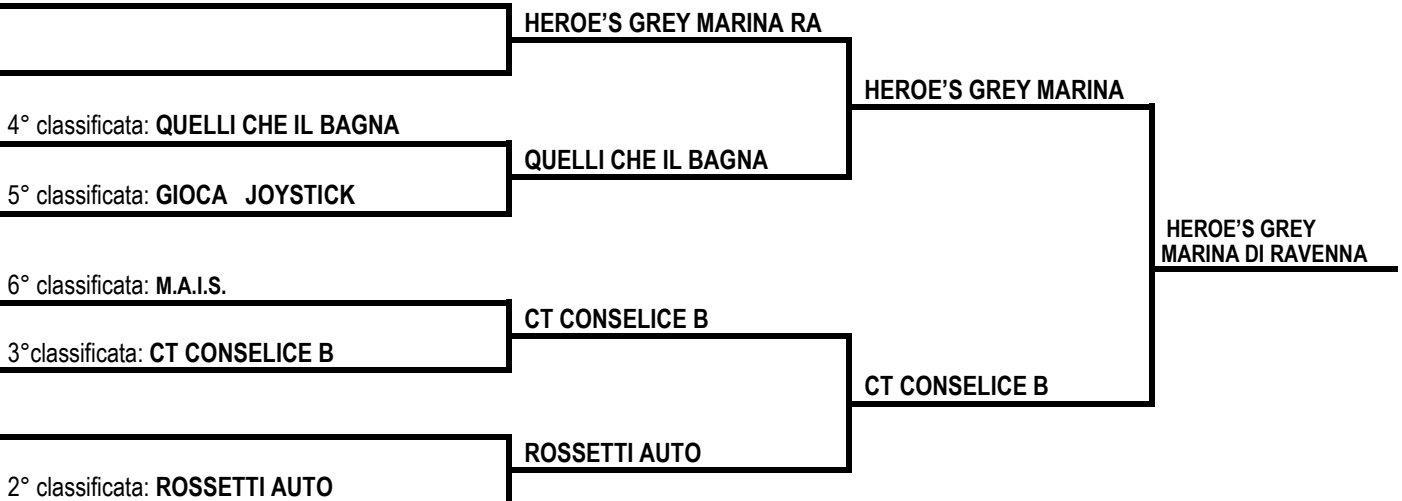 HEROE’S GREY MARINA RA
HEROE’S GREY MARINA
4° classificata: QUELLI CHE IL BAGNA
QUELLI CHE IL BAGNA
5° classificata: GIOCA JOYSTICK
HEROE’S GREY
MARINA DI RAVENNA
6° classificata: M.A.I.S.
CT CONSELICE B
3°classificata: CT CONSELICE B
CT CONSELICE B
ROSSETTI AUTO
2° classificata: ROSSETTI AUTO